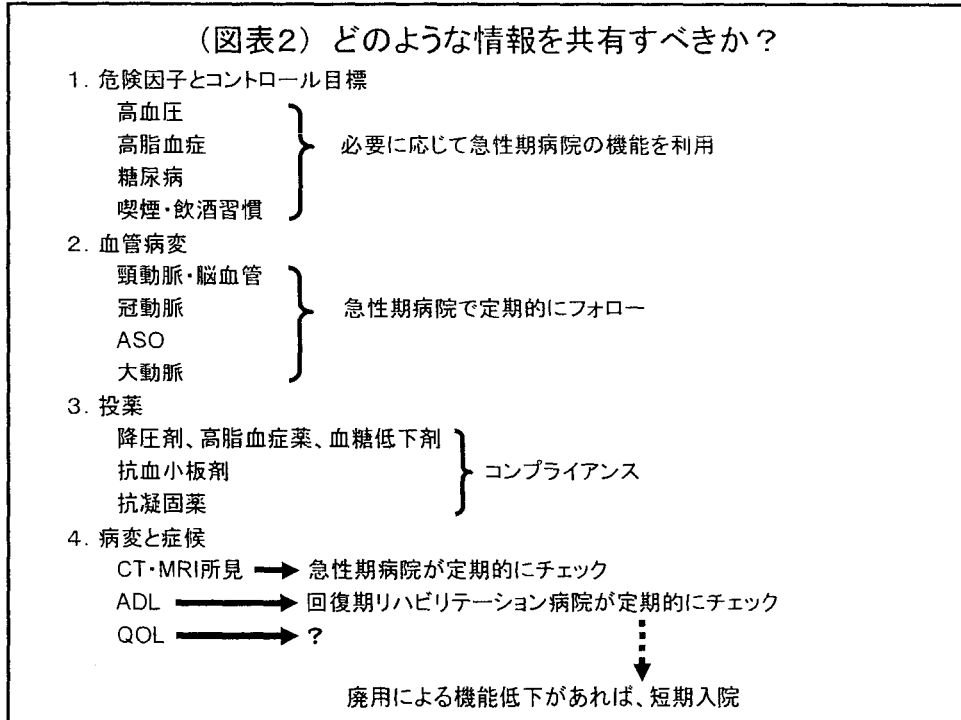 (図表2) どのような情報を共有すべきか？
1. 危険因子とコントロール目標
高血圧
高脂血症
必要に応じて急性期病院の機能を利用
糖尿病
喫煙・飲酒習慣
2. 血管病変
頸動脈・脳血管
冠動脈
急性期病院で定期的にフォロー
ASO
大動脈
3. 投薬
降圧剤、高脂血症薬、血糖低下剤
抗血小板剤
コンプライアンス
抗凝固薬
4. 病変と症候
CT・MRI所見 → 急性期病院が定期的にチェック
ADL → 回復期リハビリテーション病院が定期的にチェック
QOL → ?
廃用による機能低下があれば、短期入院